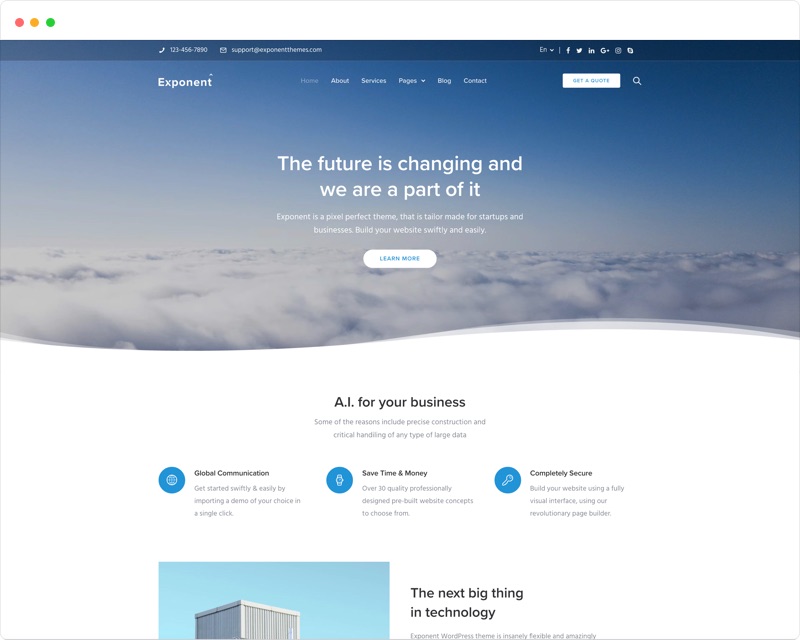 123-456-7890 support@exponentthemes.com En
Exponent Home About Services Pages Blog Contact GET A QUOTE
The future is changing and
we are a part of it
Exponent is a pixel perfect theme, that is tailor made for startups and
businesses. Build your website swiftly and easily.
LEARN MORE
A.I. for your business
Some of the reasons include precise construction and
critical handling of any type of large data
Global Communication
Get started swiftly & easily by
importing a demo of your choice in
a single click.
Save Time & Money
Over 30 quality professionally
designed pre-built website concepts
to choose from.
Completely Secure
Build your website using a fully
visual interface, using our
revolutionary page builder.
The next big thing
in technology
Exponent WordPress theme is insanely flexible and amazingly